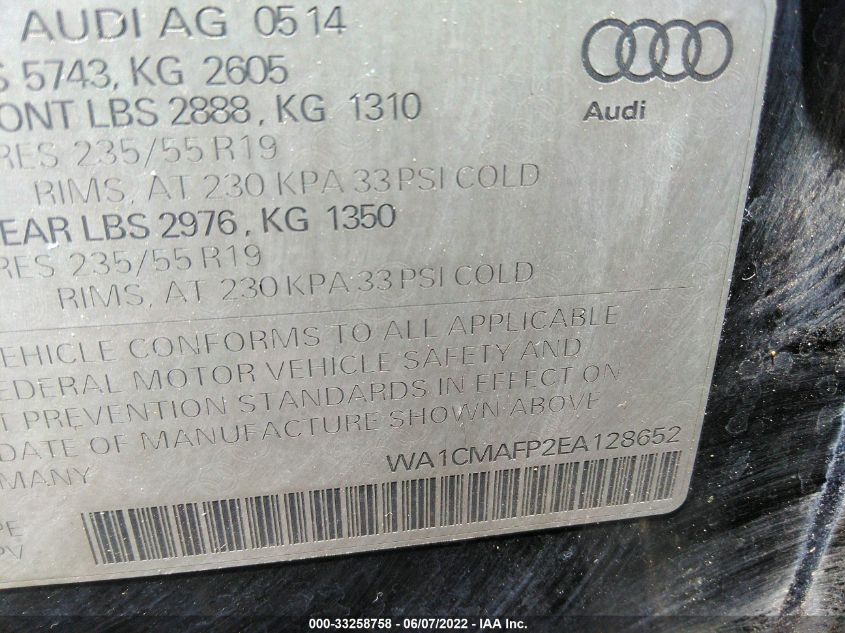 AUDI AG 0514
S 5743, KG 2605
ONT LBS 2888, KG 1310
RES 235/55 R19
RIMS, AT 230 KPA 33 PSI COLD
EAR LBS 2976, KG 1350
RES 235/55 R19
RIMS, AT 230 KPA 33 PSI COLD
Audi
EHICLE CONFORMS TO ALL APPLICABLE
EDERAL MOTOR VEHICLE SAFETY AND
T PREVENTION STANDARDS IN EFFECT ON
DATE OF MANUFACTURE SHOWN ABOVE
MANY
WA1CMAFP2EA128652
PE
PV
000-33258758 - 06/07/2022 - IAA Inc.